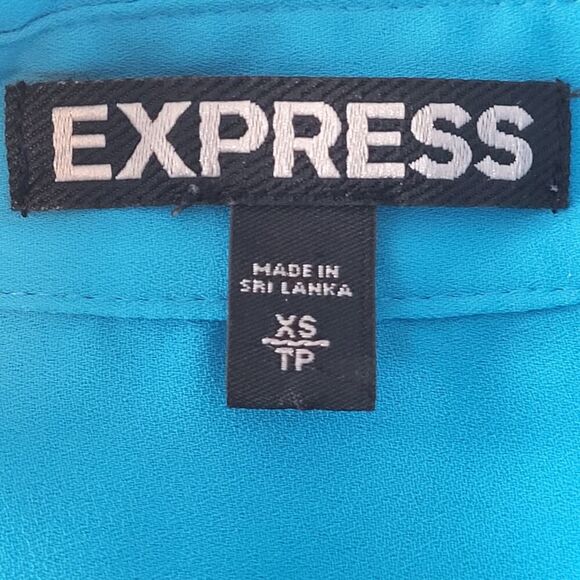 EXPRESS
MADE IN
SRI LANKA
XS
TP